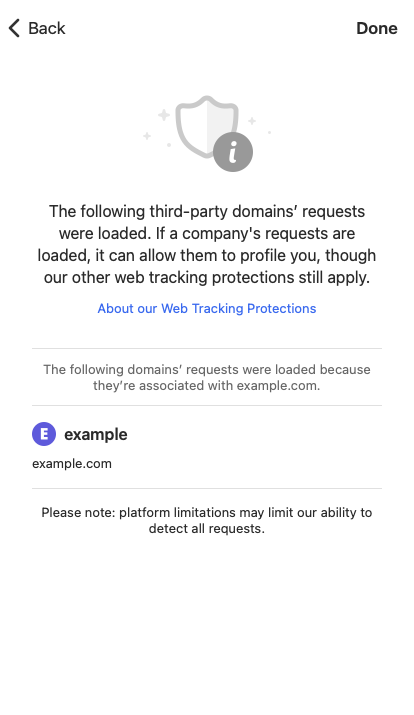 Back
Done
The following third-party domains’ requests
were loaded. If a company's requests are
loaded, it can allow them to profile you, though
our other web tracking protections still apply.
About our Web Tracking Protections
The following domains’ requests were loaded because
they’re associated with example.com.
E example
example.com
Please note: platform limitations may limit our ability to
detect all requests.